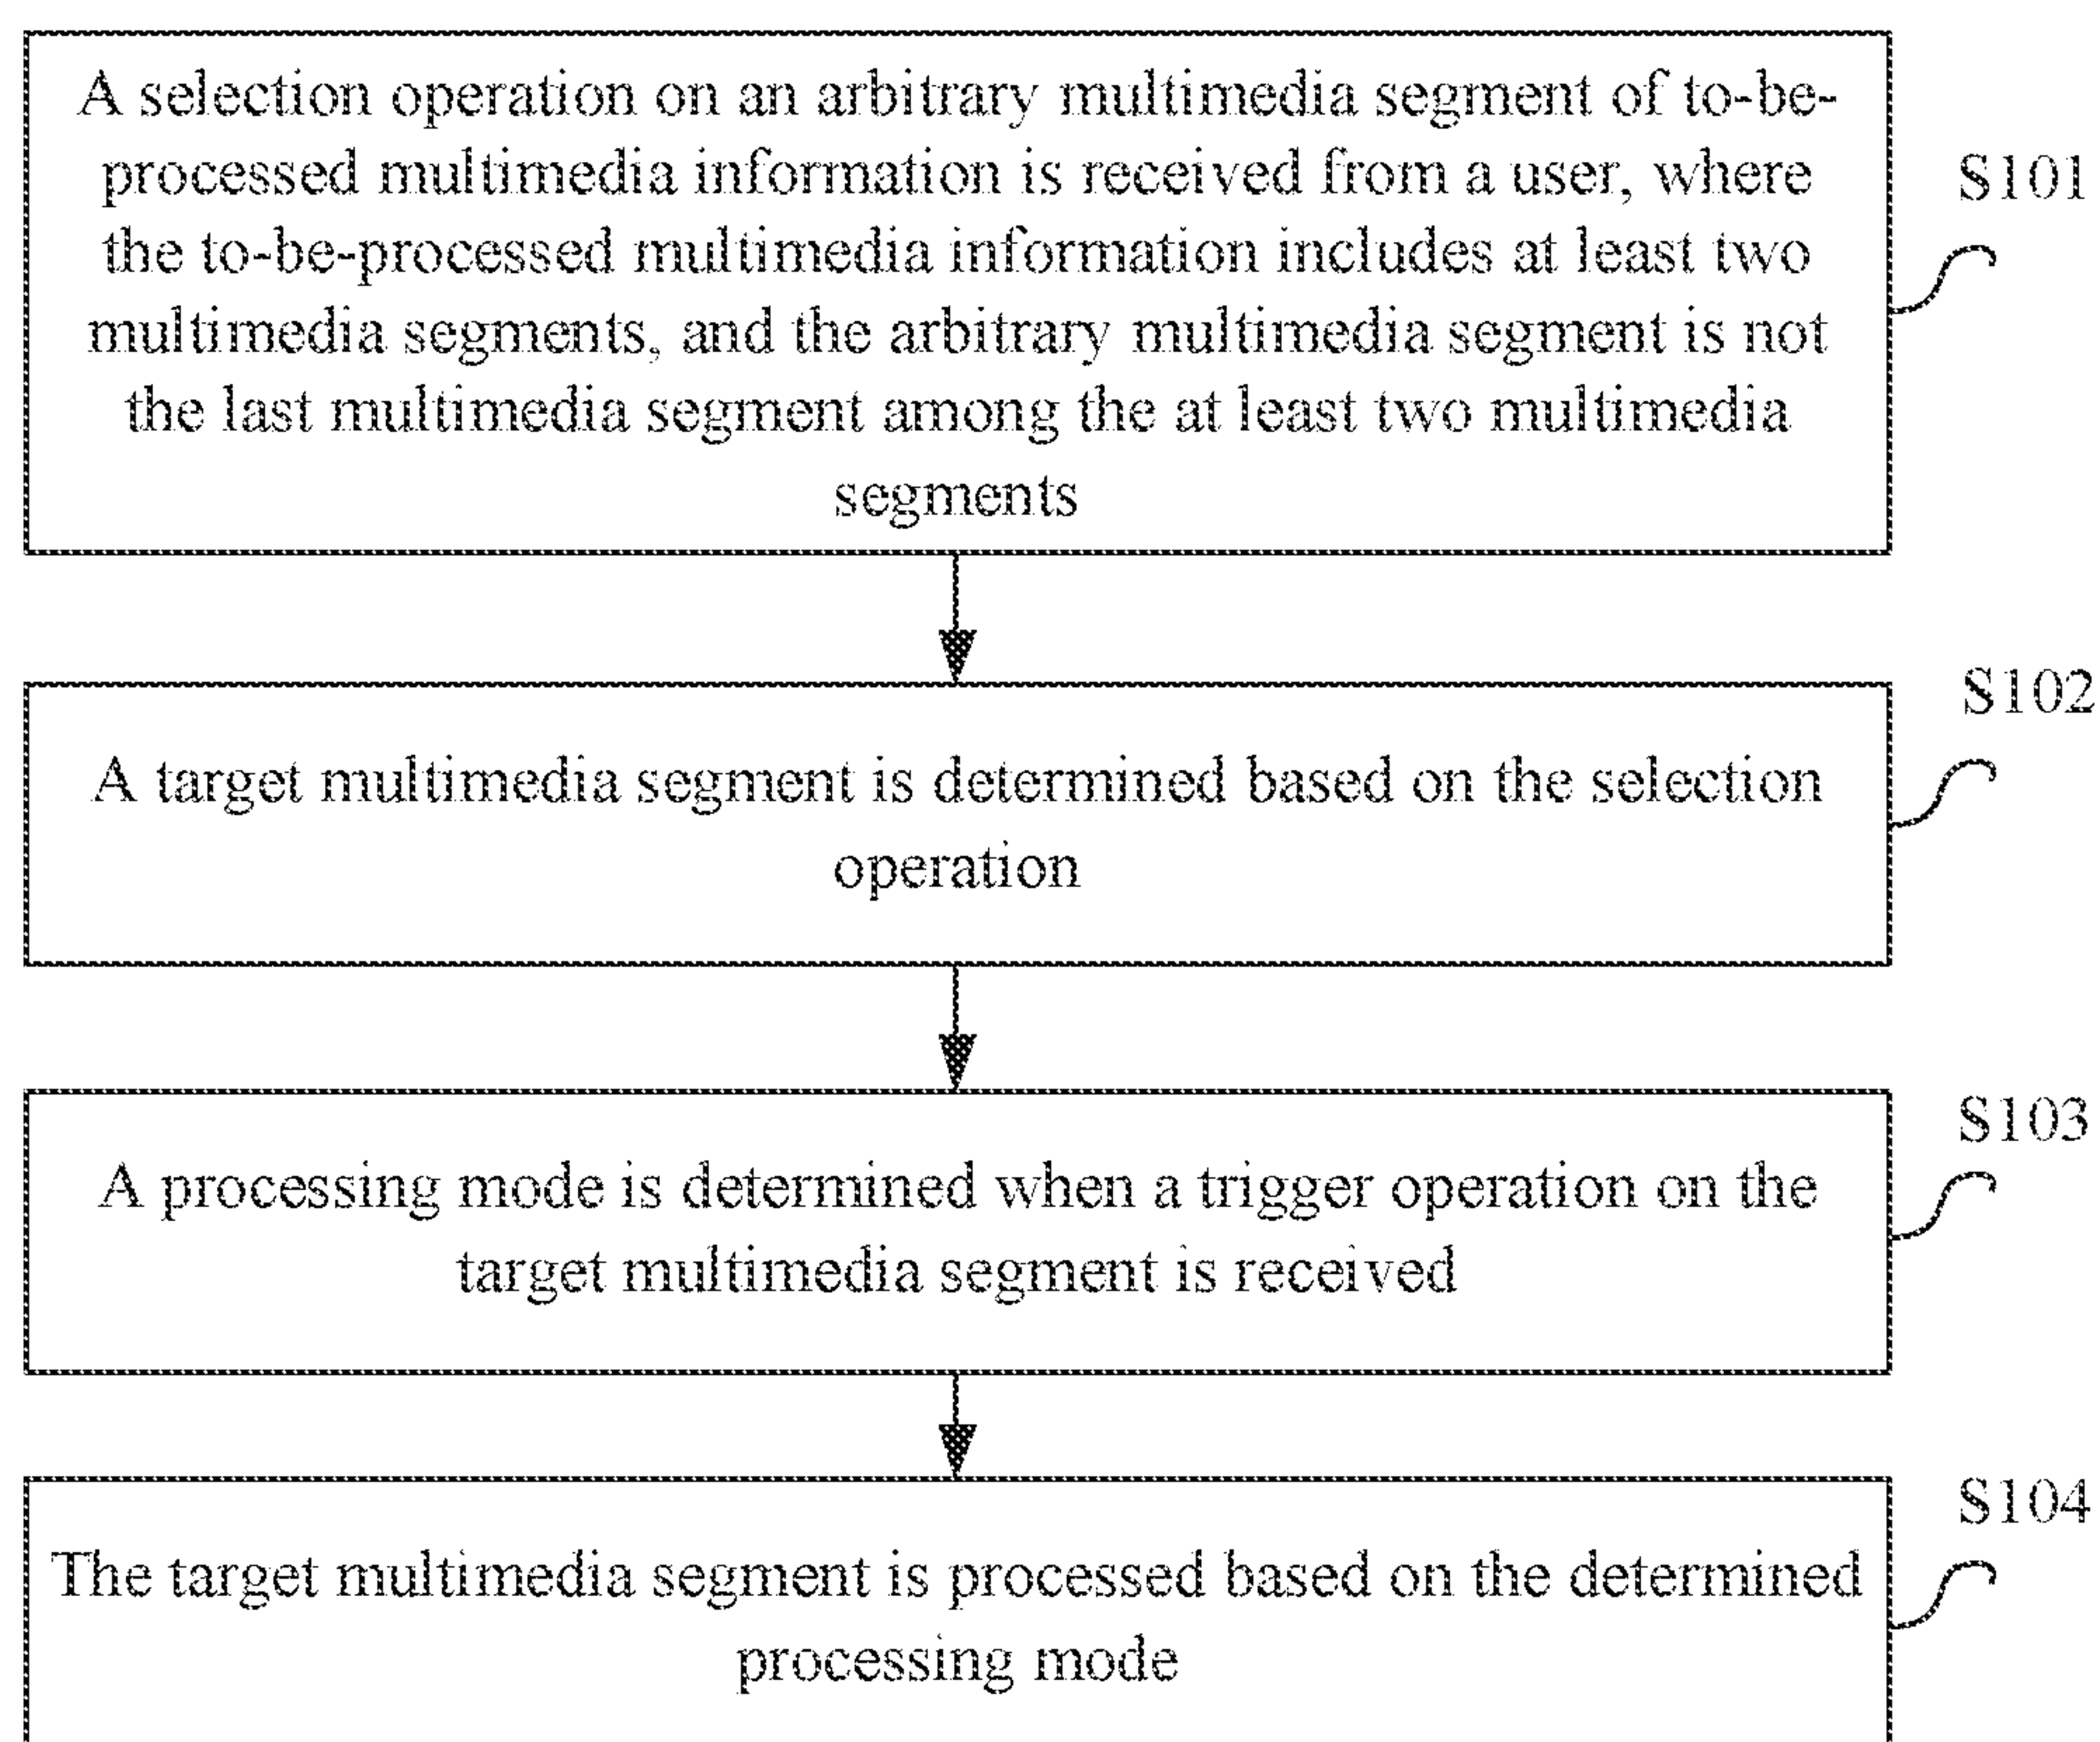 A selection operation on an arbitrary multimedia segment of to-be-
processed multimedia information is received from a user, where
the to-be-processed multimedia information includes at least two
multimedia segments, and the arbitrary multimedia segment is not
the last multimedia segment among the at least two multimedia
segments
S101
S102
A target multimedia segment is determined based on the selection
operation
S103
A processing mode is determined when a trigger operation on the
target multimedia segment is received
S104
The target multimedia segment is processed based on the determined
processing mode